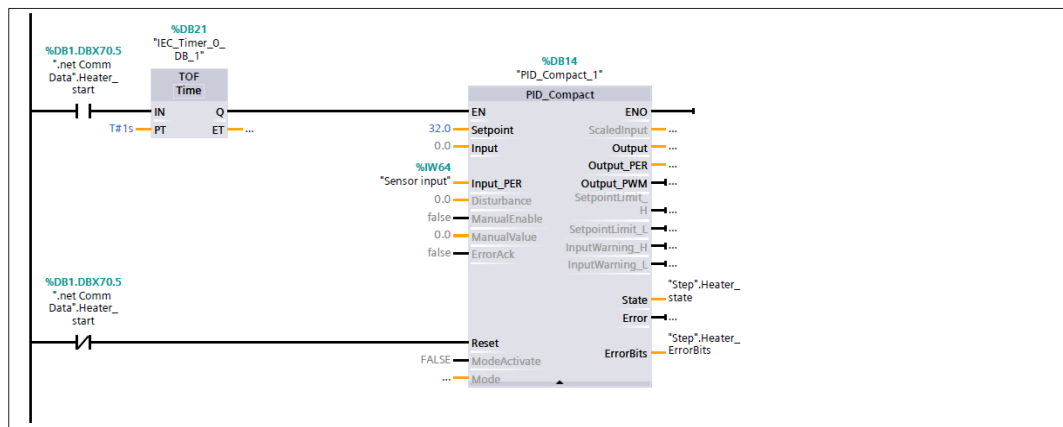 %DB21
"IEC_Timer_0_
DB_1"
%DB1.DBX70.5
".net Comm
Data".Heater_
start
TOF
Time
IN
Q
T#1s
PT
ET
...
%DB14
"PID_Compact_1"
PID_Compact
EN
ENO
32.0
Setpoint
ScaledInput
...
0.0
Input
Output
...
Output_PER
...
%IW64
"Sensor input"
Input_PER
Output_PWM
...
0.0
Disturbance
SetpointLimit_
H
...
false
ManualEnable
0.0
ManualValue
SetpointLimit_L
...
false
ErrorAck
InputWarning_H
...
InputWarning_L
...
State
"Step".Heater_
state
Error
...
%DB1.DBX70.5
".net Comm
Data".Heater_
start
Reset
ErrorBits
"Step".Heater_
ErrorBits
FALSE
ModeActivate
...
Mode